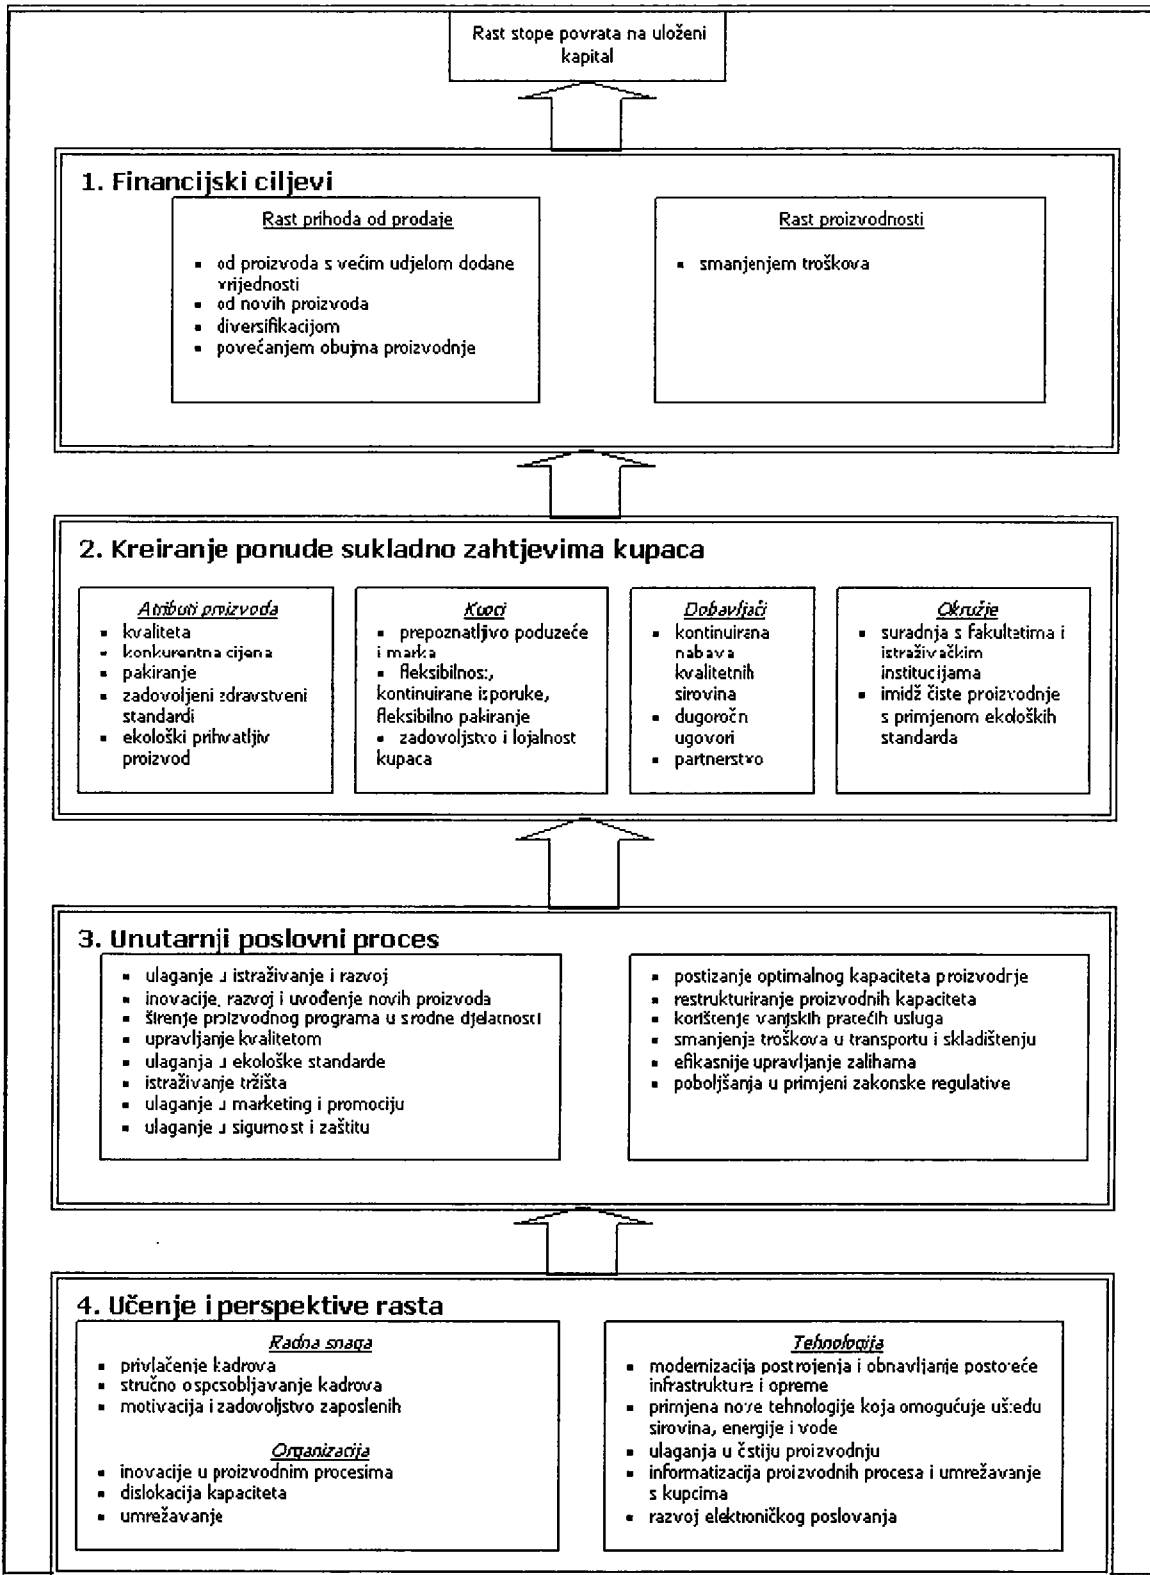 Rast stope povrata na uloženi
kapital
1. Financijski ciljevi
Rast prihoda od prodaje
▪ od proizvoda s većim udjelom dodane
vrijednosti
▪ od novih proizvoda
▪ diversifikacijom
▪ povećanjem obujma proizvodnje
Rast proizvodnosti
▪ smanjenjem troškova
2. Kreiranje ponude sukladno zahtjevima kupaca
Atributi proizvoda
▪ kvaliteta
▪ konkurentna cijena
▪ pakiranje
▪ zadovoljeni zdravstveni
standardi
▪ ekološki prihvatljiv
proizvod
Kupci
▪ prepoznatljivo poduzeće
i marka
▪ fleksibilnost,
kontinuirane isporuke,
fleksibilno pakiranje
▪ zadovoljstvo i lojalnost
kupaca
Dobavljači
▪ kontinuirana
nabava
kvalitetnih
sirovina
▪ dugoročni
ugovori
▪ partnerstvo
Okružje
▪ suradnja s fakultetima i
istraživačkim
institucijama
▪ imidž čiste proizvodnje
s primjenom ekoloških
standarda
3. Unutarnji poslovni proces
▪ ulaganje u istraživanje i razvoj
▪ inovacije, razvoj i uvođenje novih proizvoda
▪ širenje proizvodnog programa u srodne djelatnosti
▪ upravljanje kvalitetom
▪ ulaganja u ekološke standarde
▪ istraživanje tržišta
▪ ulaganje u marketing i promociju
▪ ulaganje u sigurnost i zaštitu
▪ postizanje optimalnog kapaciteta proizvodnje
▪ restrukturiranje proizvodnih kapaciteta
▪ korištenje vanjskih pratećih usluga
▪ smanjenje troškova u transportu i skladištenju
▪ efikasnije upravljanje zalihama
▪ poboljšanja u primjeni zakonske regulative
4. Učenje i perspektive rasta
Radna snaga
▪ privlačenje kadrova
▪ stručno osposobljavanje kadrova
▪ motivacija i zadovoljstvo zaposlenih
Organizacija
▪ inovacije u proizvodnim procesima
▪ dislokacija kapaciteta
▪ umrežavanje
Tehnologija
▪ modernizacija postrojenja i obnavljanje postojeće
infrastrukture i opreme
▪ primjena nove tehnologije koja omogućuje uštedu
sirovina, energije i vode
▪ ulaganja u čistiju proizvodnju
▪ informatizacija proizvodnih procesa i umrežavanje
s kupcima
▪ razvoj elektroničkog poslovanja